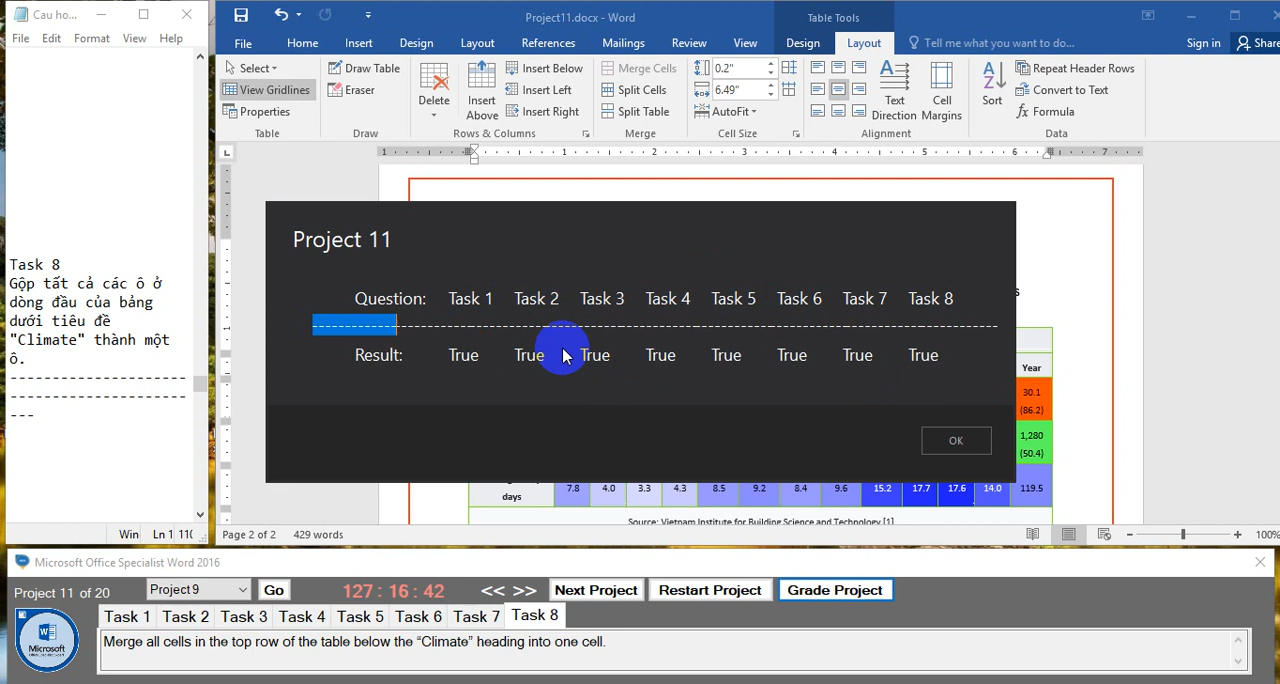 Cau ho...
File Edit Format View Help
Task 8
Gộp tất cả các ô ở
dòng đầu của bảng
dưới tiêu đề
"Climate" thành một
ô.
---------------------
---------------------
---
Win Ln 1
Project11.docx - Word
Table Tools
File Home Insert Design Layout References Mailings Review View Design Layout Tell me what you want to do... Sign in Share
Select
View Gridlines
Properties
Table
Draw Table
Eraser
Draw
Delete
Insert Above
Insert Below
Insert Left
Insert Right
Rows & Columns
Merge Cells
Split Cells
Split Table
Merge
0.2"
6.49"
AutoFit
Cell Size
Text Direction
Cell Margins
Alignment
Sort
Repeat Header Rows
Convert to Text
Formula
Data
1 1 2 3 4 5 6 7
Project 11
Question: Task 1 Task 2 Task 3 Task 4 Task 5 Task 6 Task 7 Task 8
Result: True True True True True True True True
OK
Year
30.1
(86.2)
1,280
(50.4)
days 7.8 4.0 3.3 4.3 8.5 9.2 8.4 9.6 15.2 17.7 17.6 14.0 119.5
Source: Vietnam Institute for Building Science and Technology [1]
Page 2 of 2 429 words 100%
Microsoft Office Specialist Word 2016
Project 11 of 20 Project9 Go 127 : 16 : 42 << >> Next Project Restart Project Grade Project
Task 1 Task 2 Task 3 Task 4 Task 5 Task 6 Task 7 Task 8
Microsoft
Merge all cells in the top row of the table below the “Climate” heading into one cell.